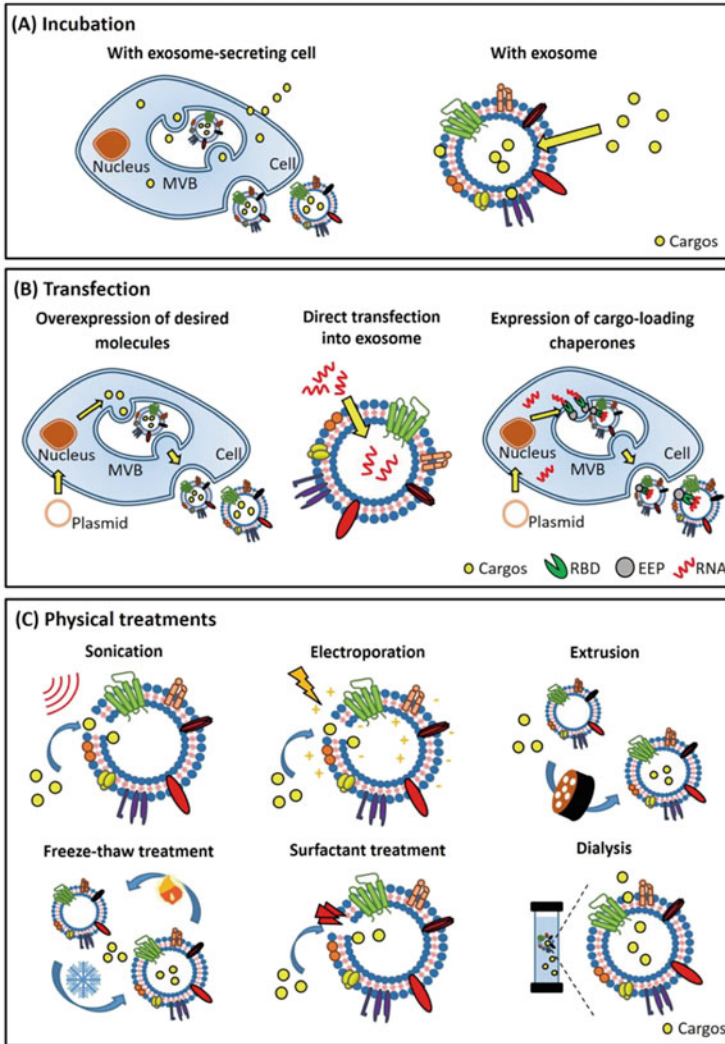 (A) Incubation
With exosome-secreting cell
With exosome
Nucleus
MVB
Cell
Cargos
(B) Transfection
Overexpression of desired
molecules
Direct transfection
into exosome
Expression of cargo-loading
chaperones
Nucleus
MVB
Cell
Plasmid
Nucleus
MVB
Cell
Plasmid
Cargos RBD EEP RNA
(C) Physical treatments
Sonication
Electroporation
Extrusion
Freeze-thaw treatment
Surfactant treatment
Dialysis
Cargos